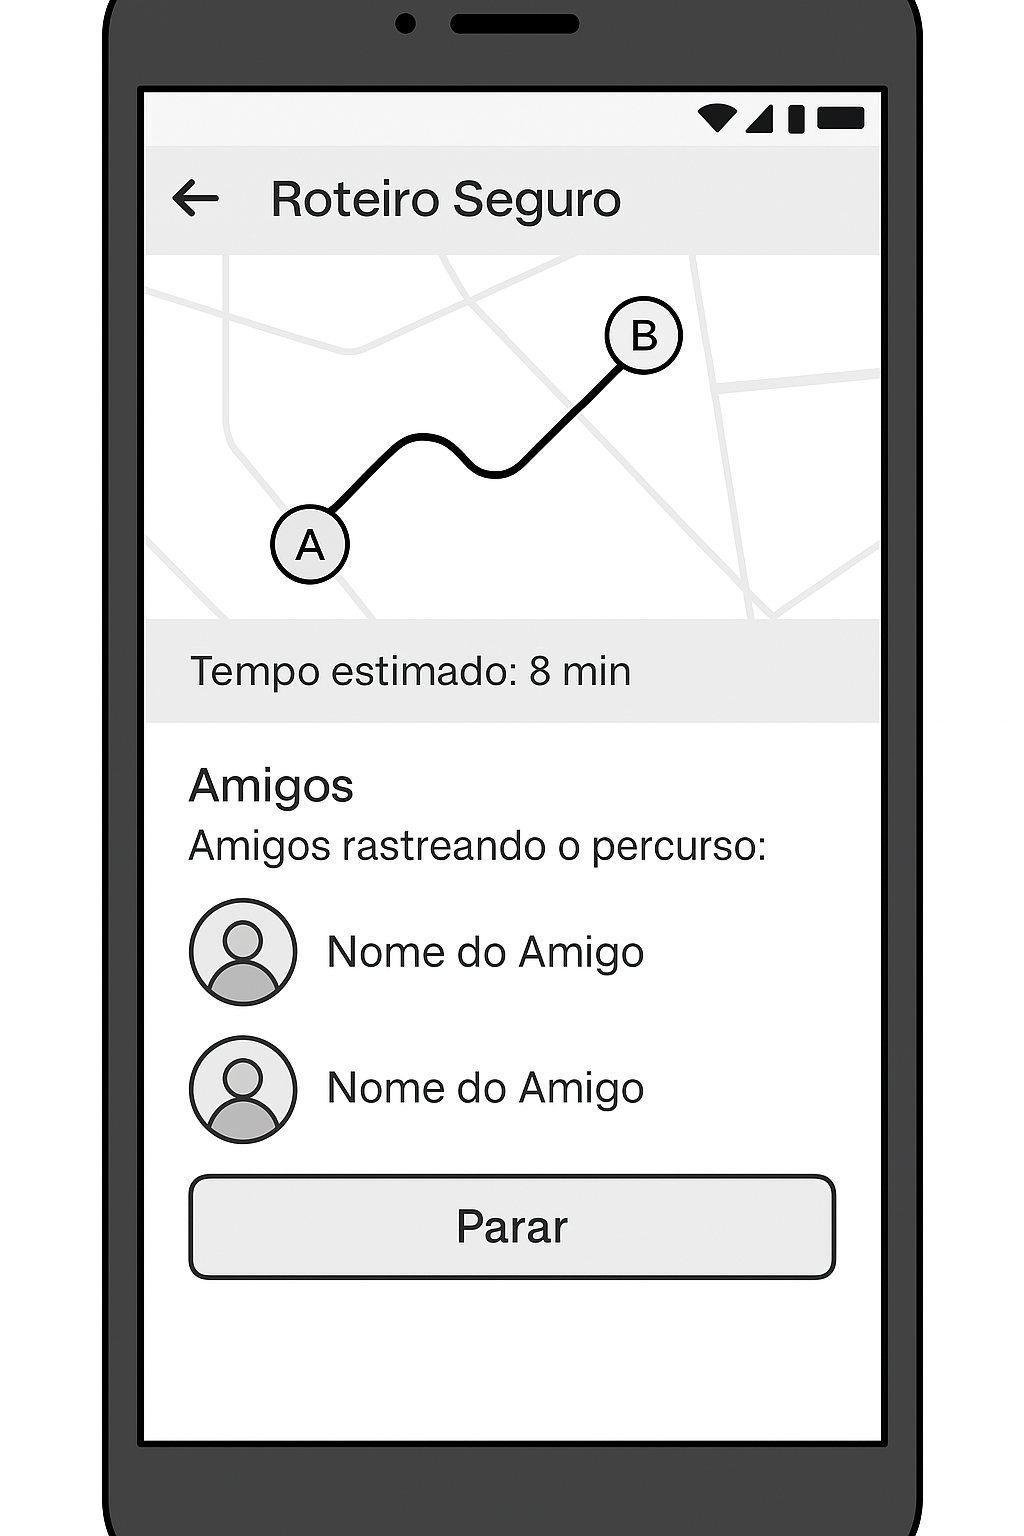 Roteiro Seguro
B
A
Tempo estimado: 8 min
Amigos
Amigos rastreando o percurso:
Nome do Amigo
Nome do Amigo
Parar